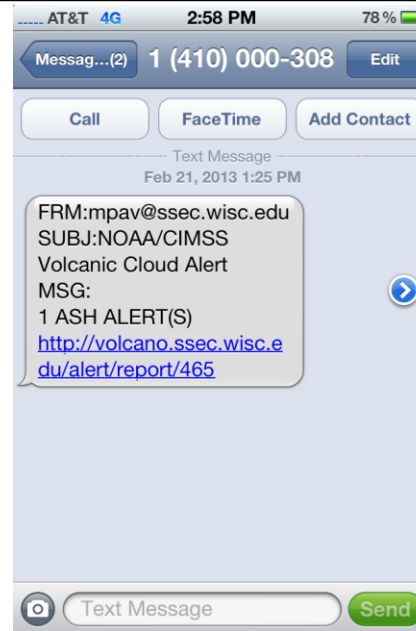 AT&T 4G 2:58 PM 78%
Messag...(2) 1 (410) 000-308 Edit
Call FaceTime Add Contact
Text Message
Feb 21, 2013 1:25 PM
FRM:mpav@ssec.wisc.edu
SUBJ:NOAA/CIMSS
Volcanic Cloud Alert
MSG:
1 ASH ALERT(S)
http://volcano.ssec.wisc.e
du/alert/report/465
Text Message Send